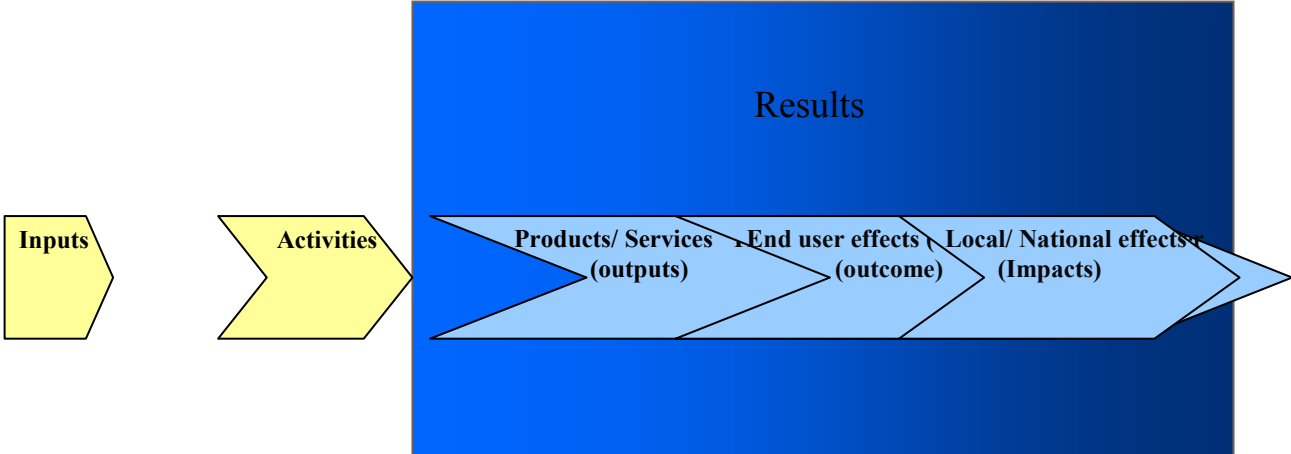 Results
Inputs
Activities
Products/ Services
(outputs)
End user effects (
(outcome)
Local/ National effects
(Impacts)